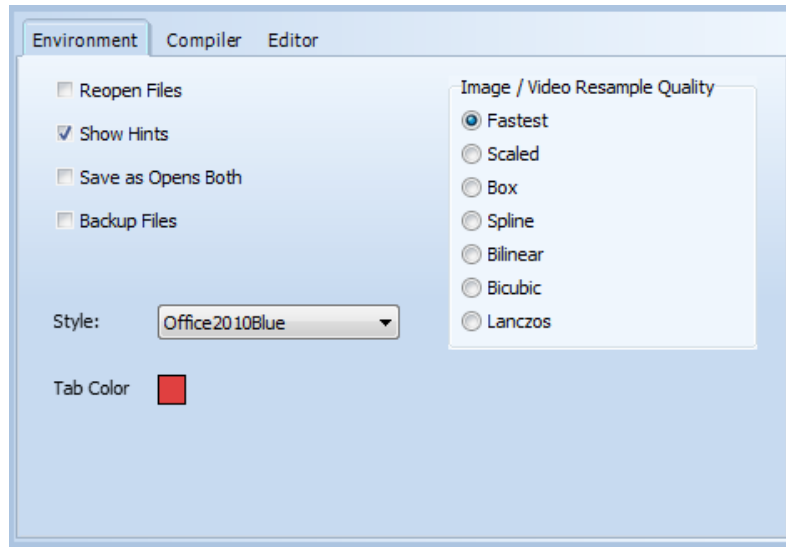 Environment Compiler Editor
Reopen Files
Show Hints
Save as Opens Both
Backup Files
Style: Office2010Blue
Tab Color
Image / Video Resample Quality
Fastest
Scaled
Box
Spline
Bilinear
Bicubic
Lanczos